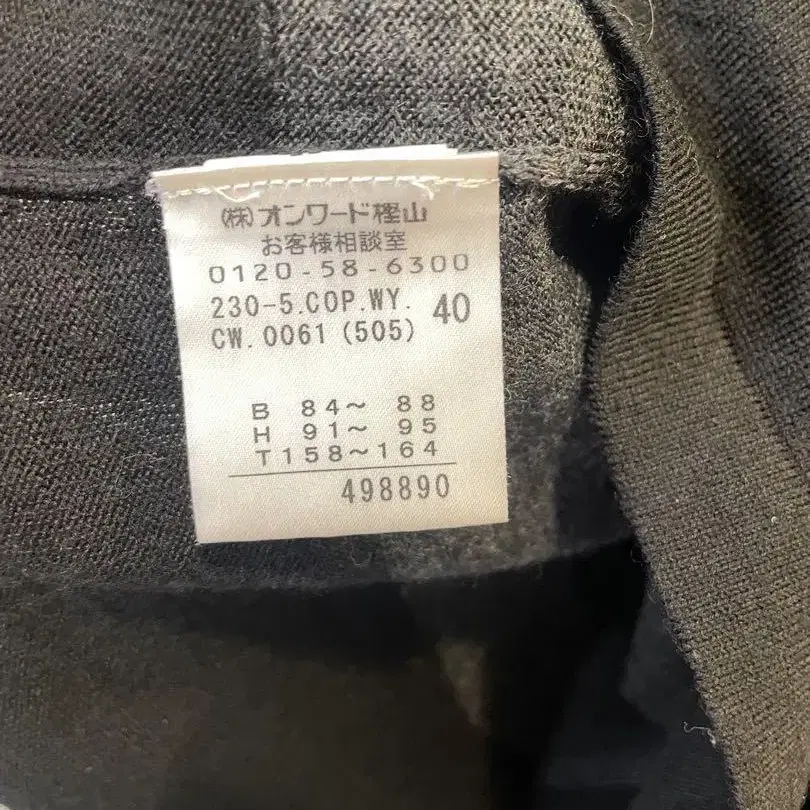 (株)オンワード樫山
お客様相談室
0120-58-6300
230-5.COP.WY. 40
CW.0061 (505)
B 84~ 88
H 91~ 95
T158~164
498890